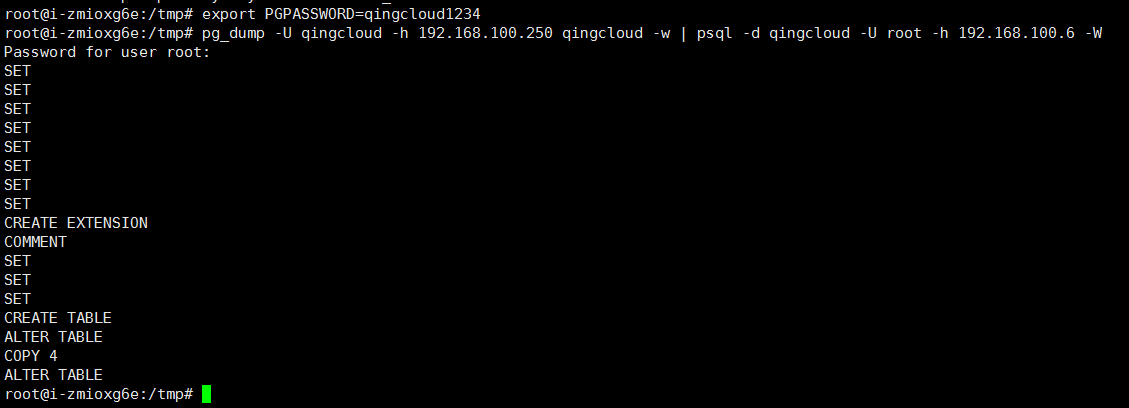 root@i-zmioxg6e:/tmp# export PGPASSWORD=qingcloud1234
root@i-zmioxg6e:/tmp# pg_dump -U qingcloud -h 192.168.100.250 qingcloud -w | psql -d qingcloud -U root -h 192.168.100.6 -W
Password for user root:
SET
SET
SET
SET
SET
SET
SET
SET
CREATE EXTENSION
COMMENT
SET
SET
SET
CREATE TABLE
ALTER TABLE
COPY 4
ALTER TABLE
root@i-zmioxg6e:/tmp#